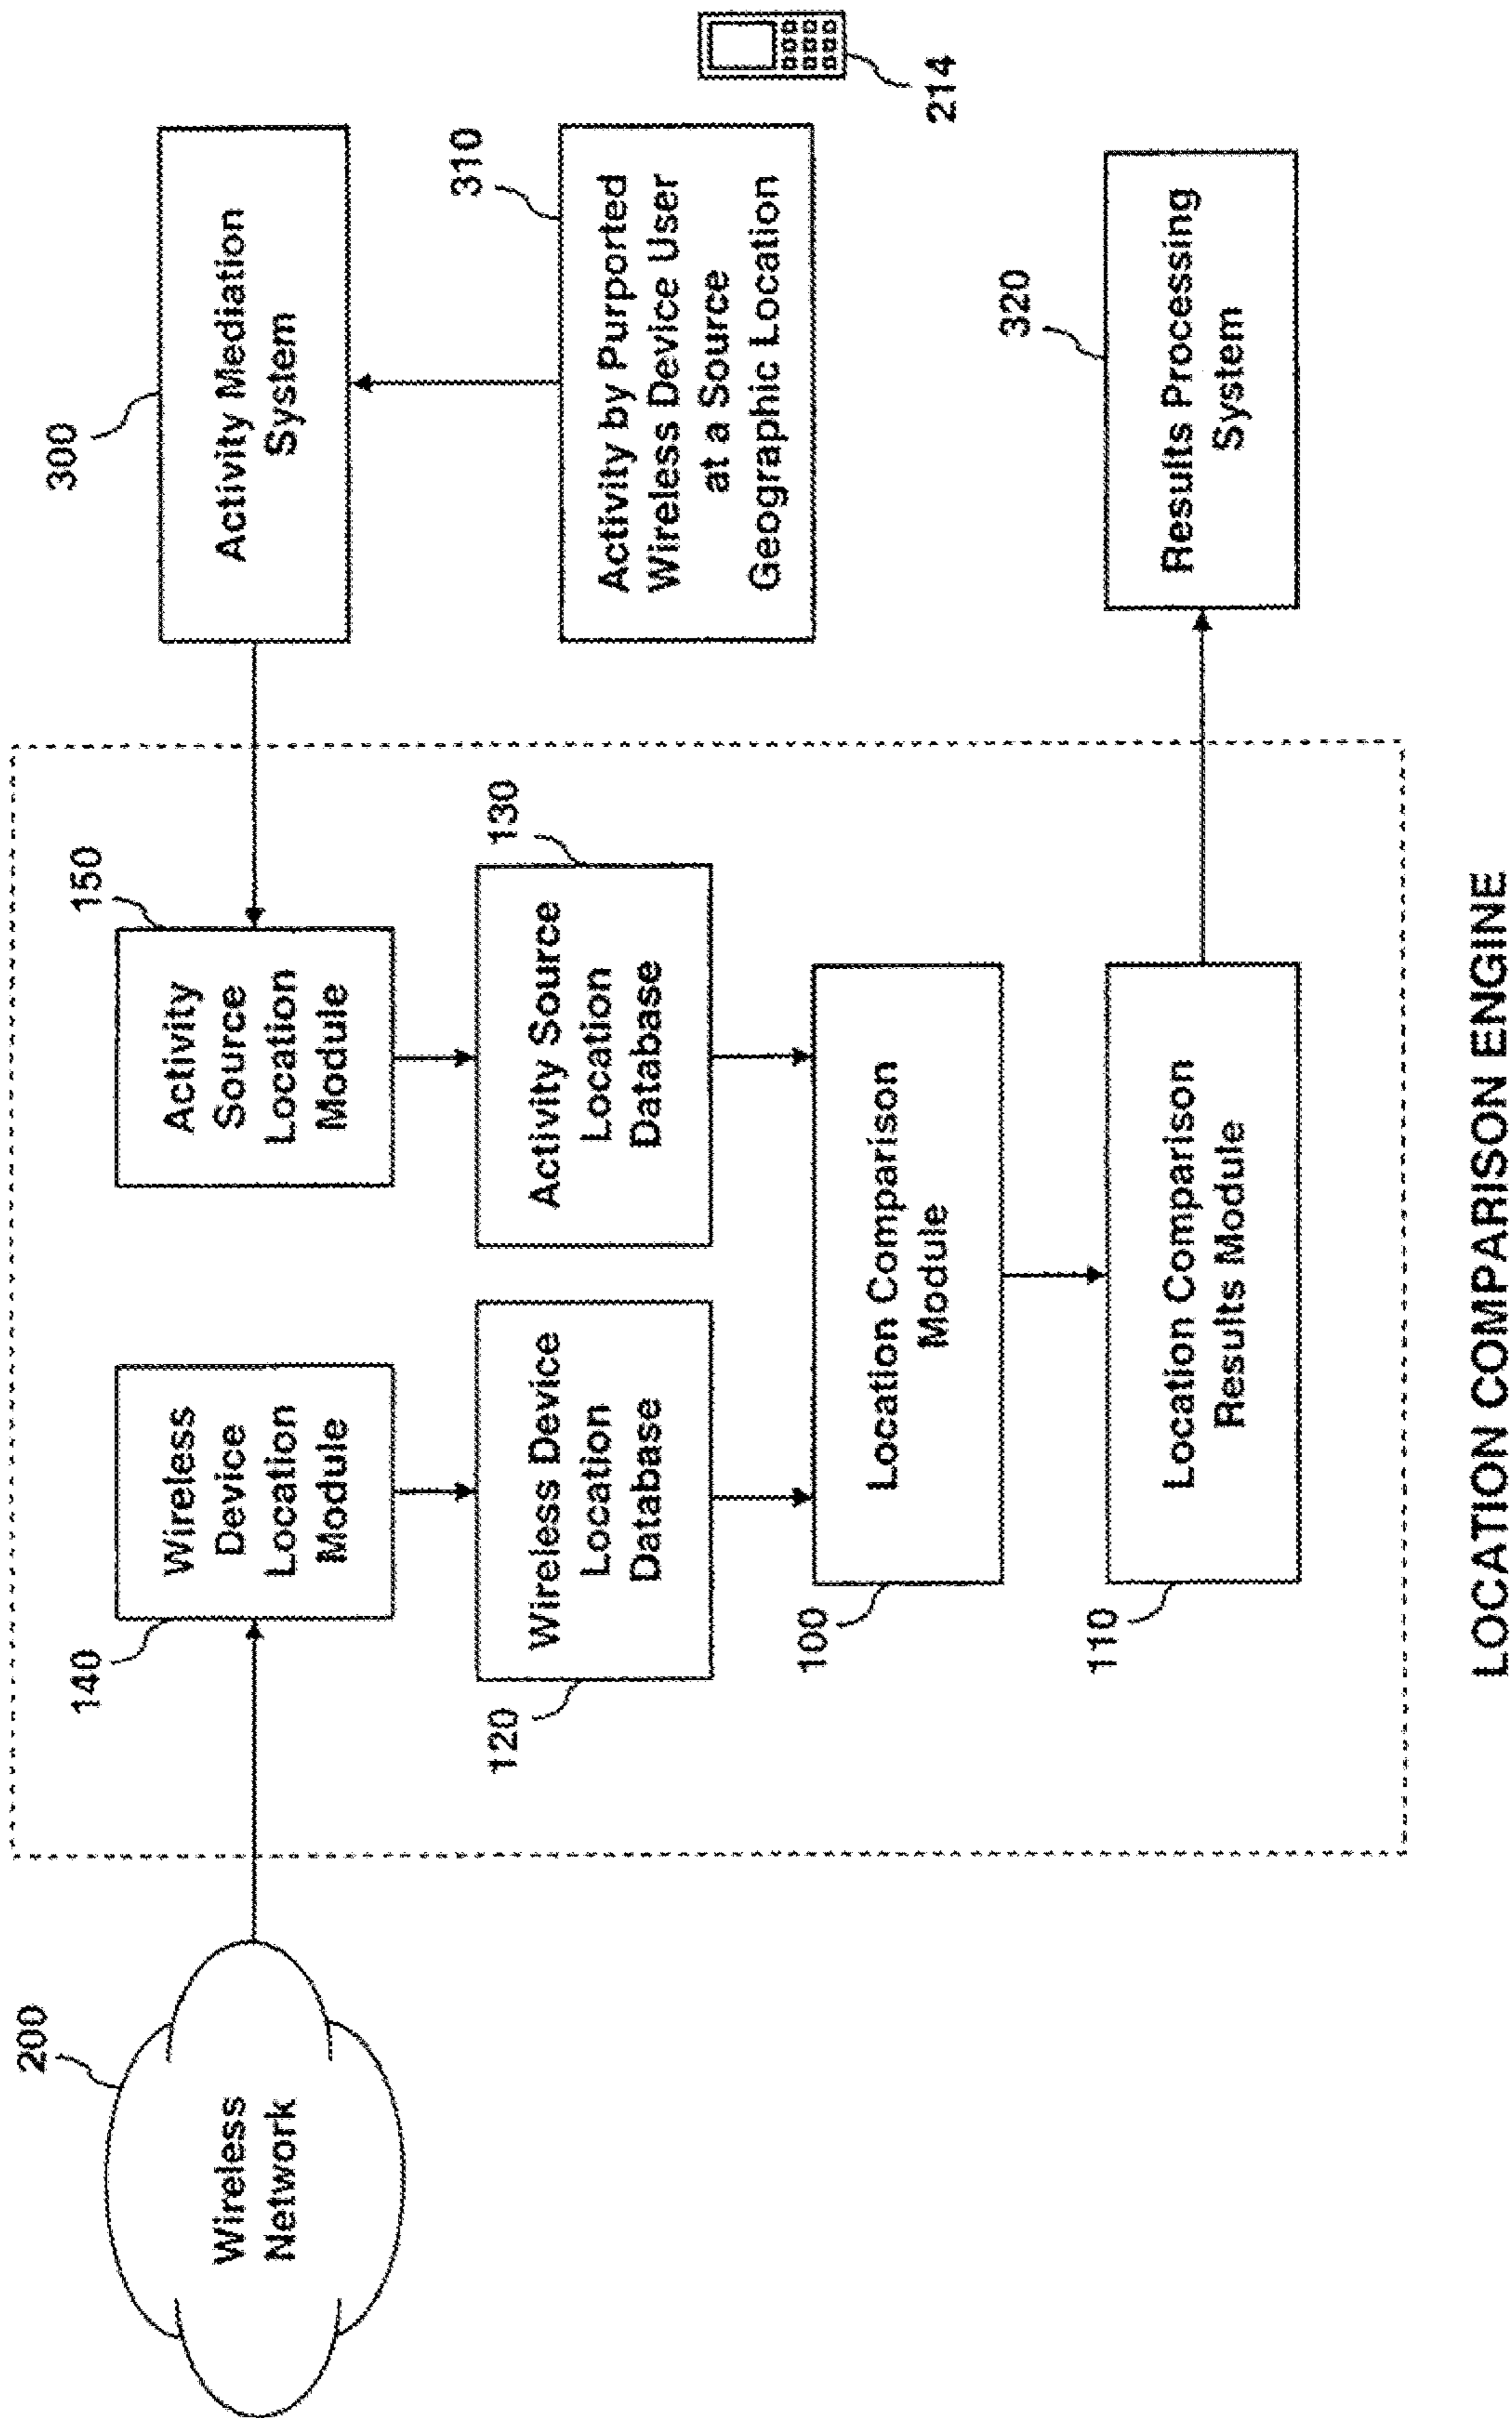 200
Wireless
Network
140
Wireless
Device
Location
Module
150
Activity
Source
Location
Module
300
Activity Mediation
System
120
Wireless Device
Location
Database
130
Activity Source
Location
Database
310
Activity by Purported
Wireless Device User
at a Source
Geographic Location
214
100
Location Comparison
Module
110
Location Comparison
Results Module
320
Results Processing
System
LOCATION COMPARISON ENGINE